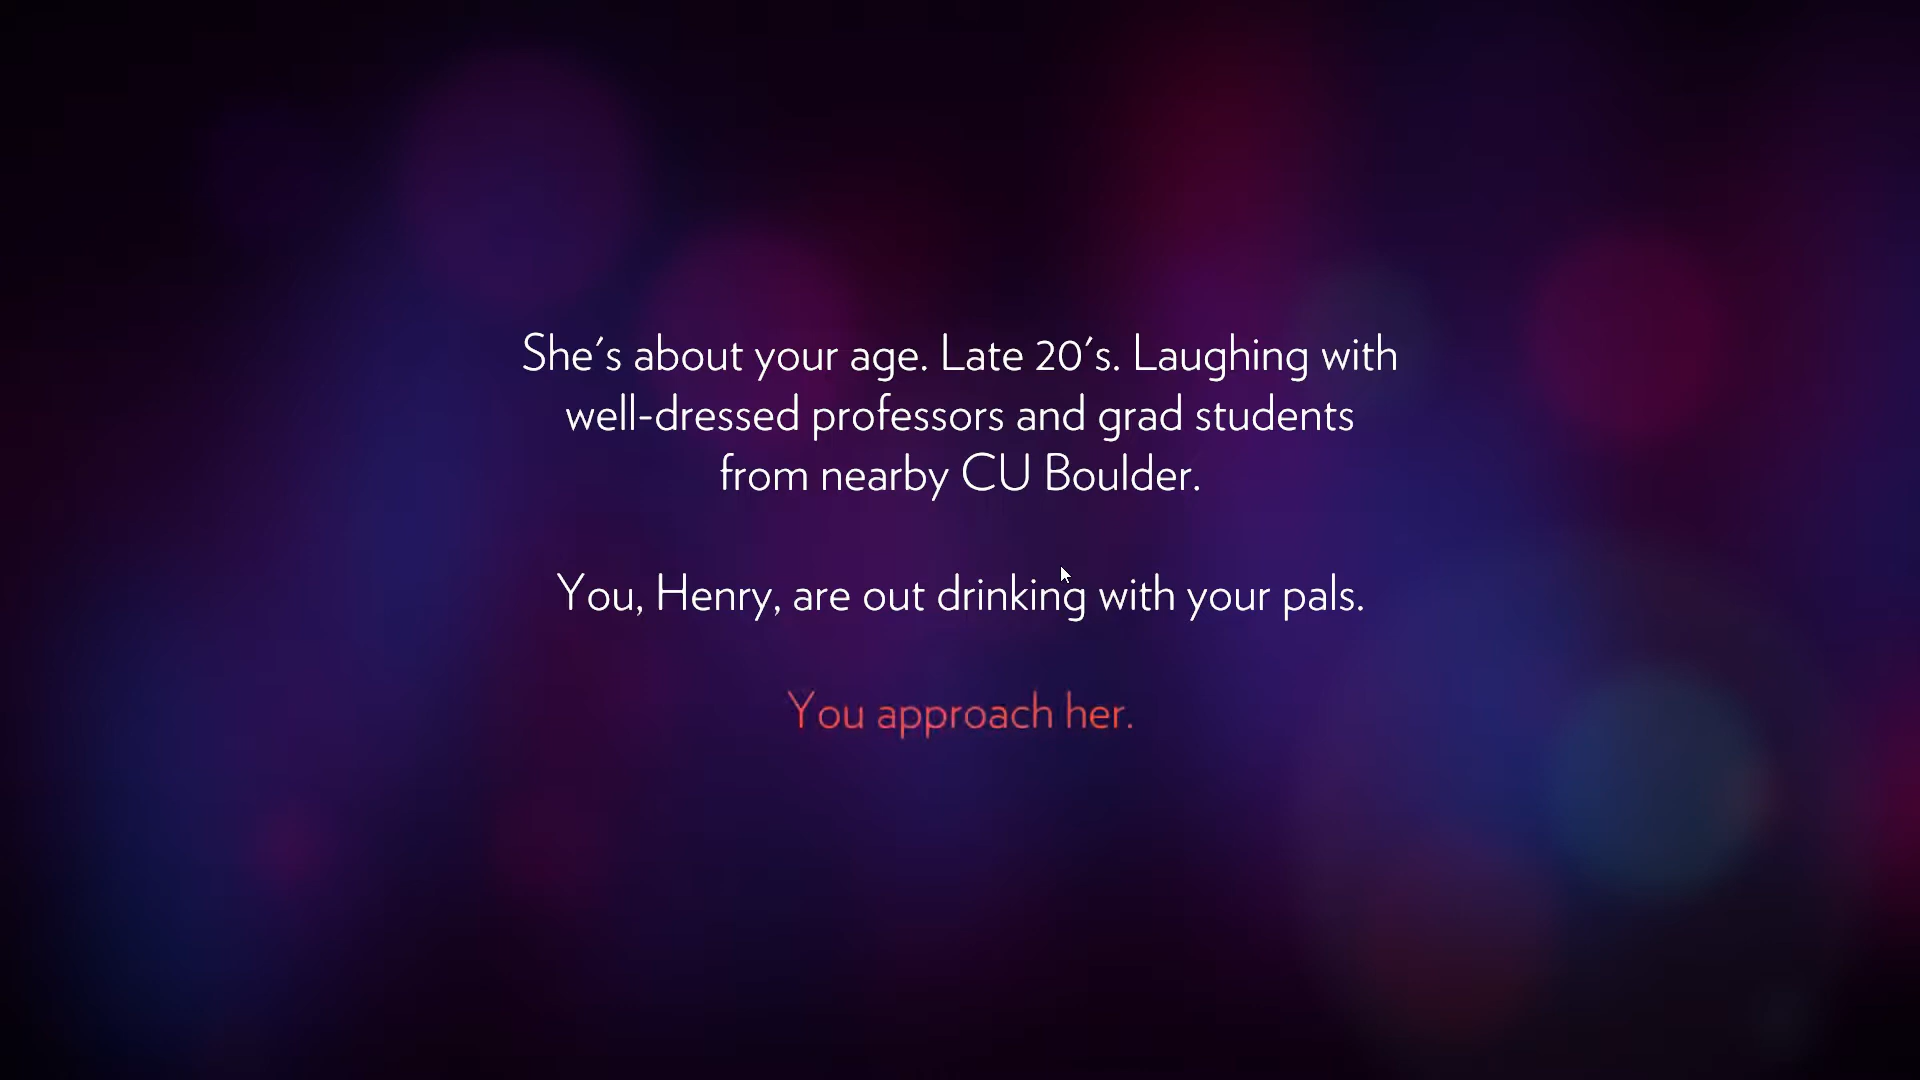 She's about your age. Late 20's. Laughing with
well-dressed professors and grad students
from nearby CU Boulder.
You, Henry, are out drinking with your pals.
You approach her.